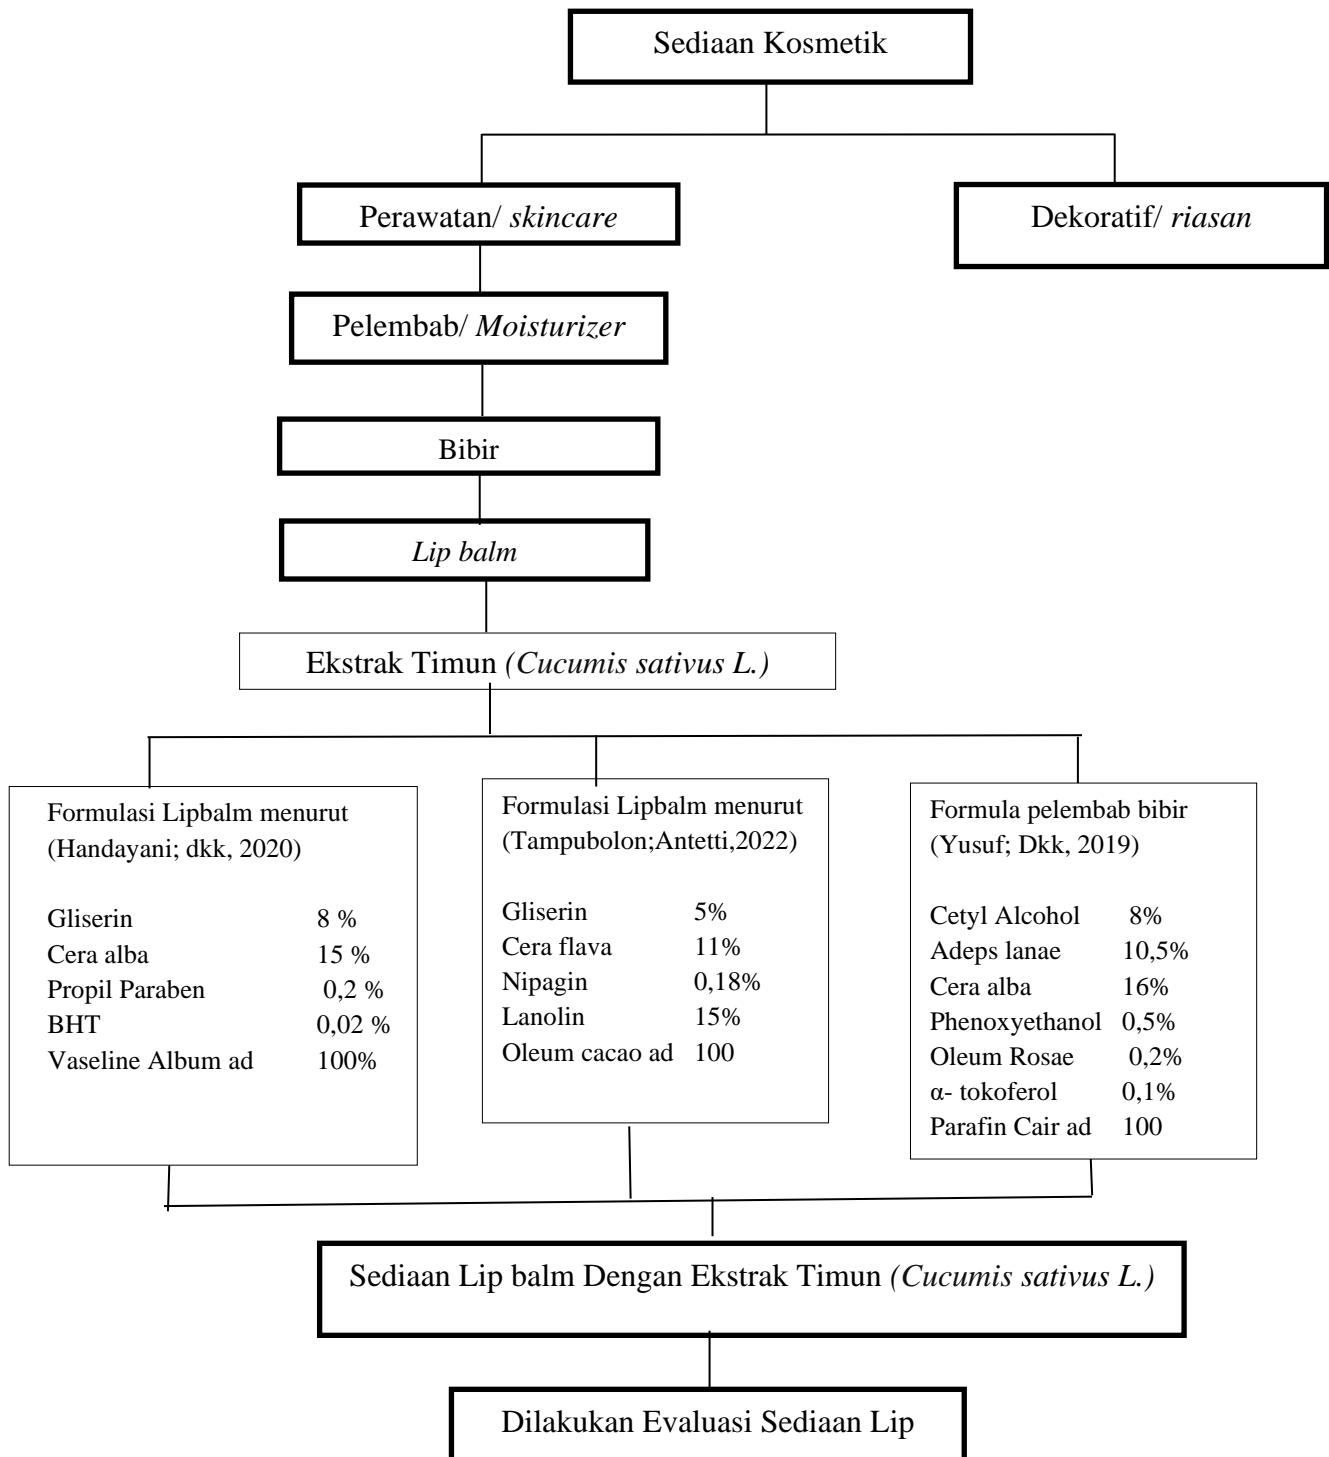 Sediaan Kosmetik
Perawatan/ skincare
Dekoratif/ riasan
Pelembab/ Moisturizer
Bibir
Lip balm
Ekstrak Timun (Cucumis sativus L.)
Formulasi Lipbalm menurut
(Handayani; dkk, 2020)
Gliserin 8 %
Cera alba 15 %
Propil Paraben 0,2 %
BHT 0,02 %
Vaseline Album ad 100%
Formulasi Lipbalm menurut
(Tampubolon;Antetti,2022)
Gliserin 5%
Cera flava 11%
Nipagin 0,18%
Lanolin 15%
Oleum cacao ad 100
Formula pelembab bibir
(Yusuf; Dkk, 2019)
Cetyl Alcohol 8%
Adeps lanae 10,5%
Cera alba 16%
Phenoxyethanol 0,5%
Oleum Rosae 0,2%
α- tokoferol 0,1%
Parafin Cair ad 100
Sediaan Lip balm Dengan Ekstrak Timun (Cucumis sativus L.)
Dilakukan Evaluasi Sediaan Lip